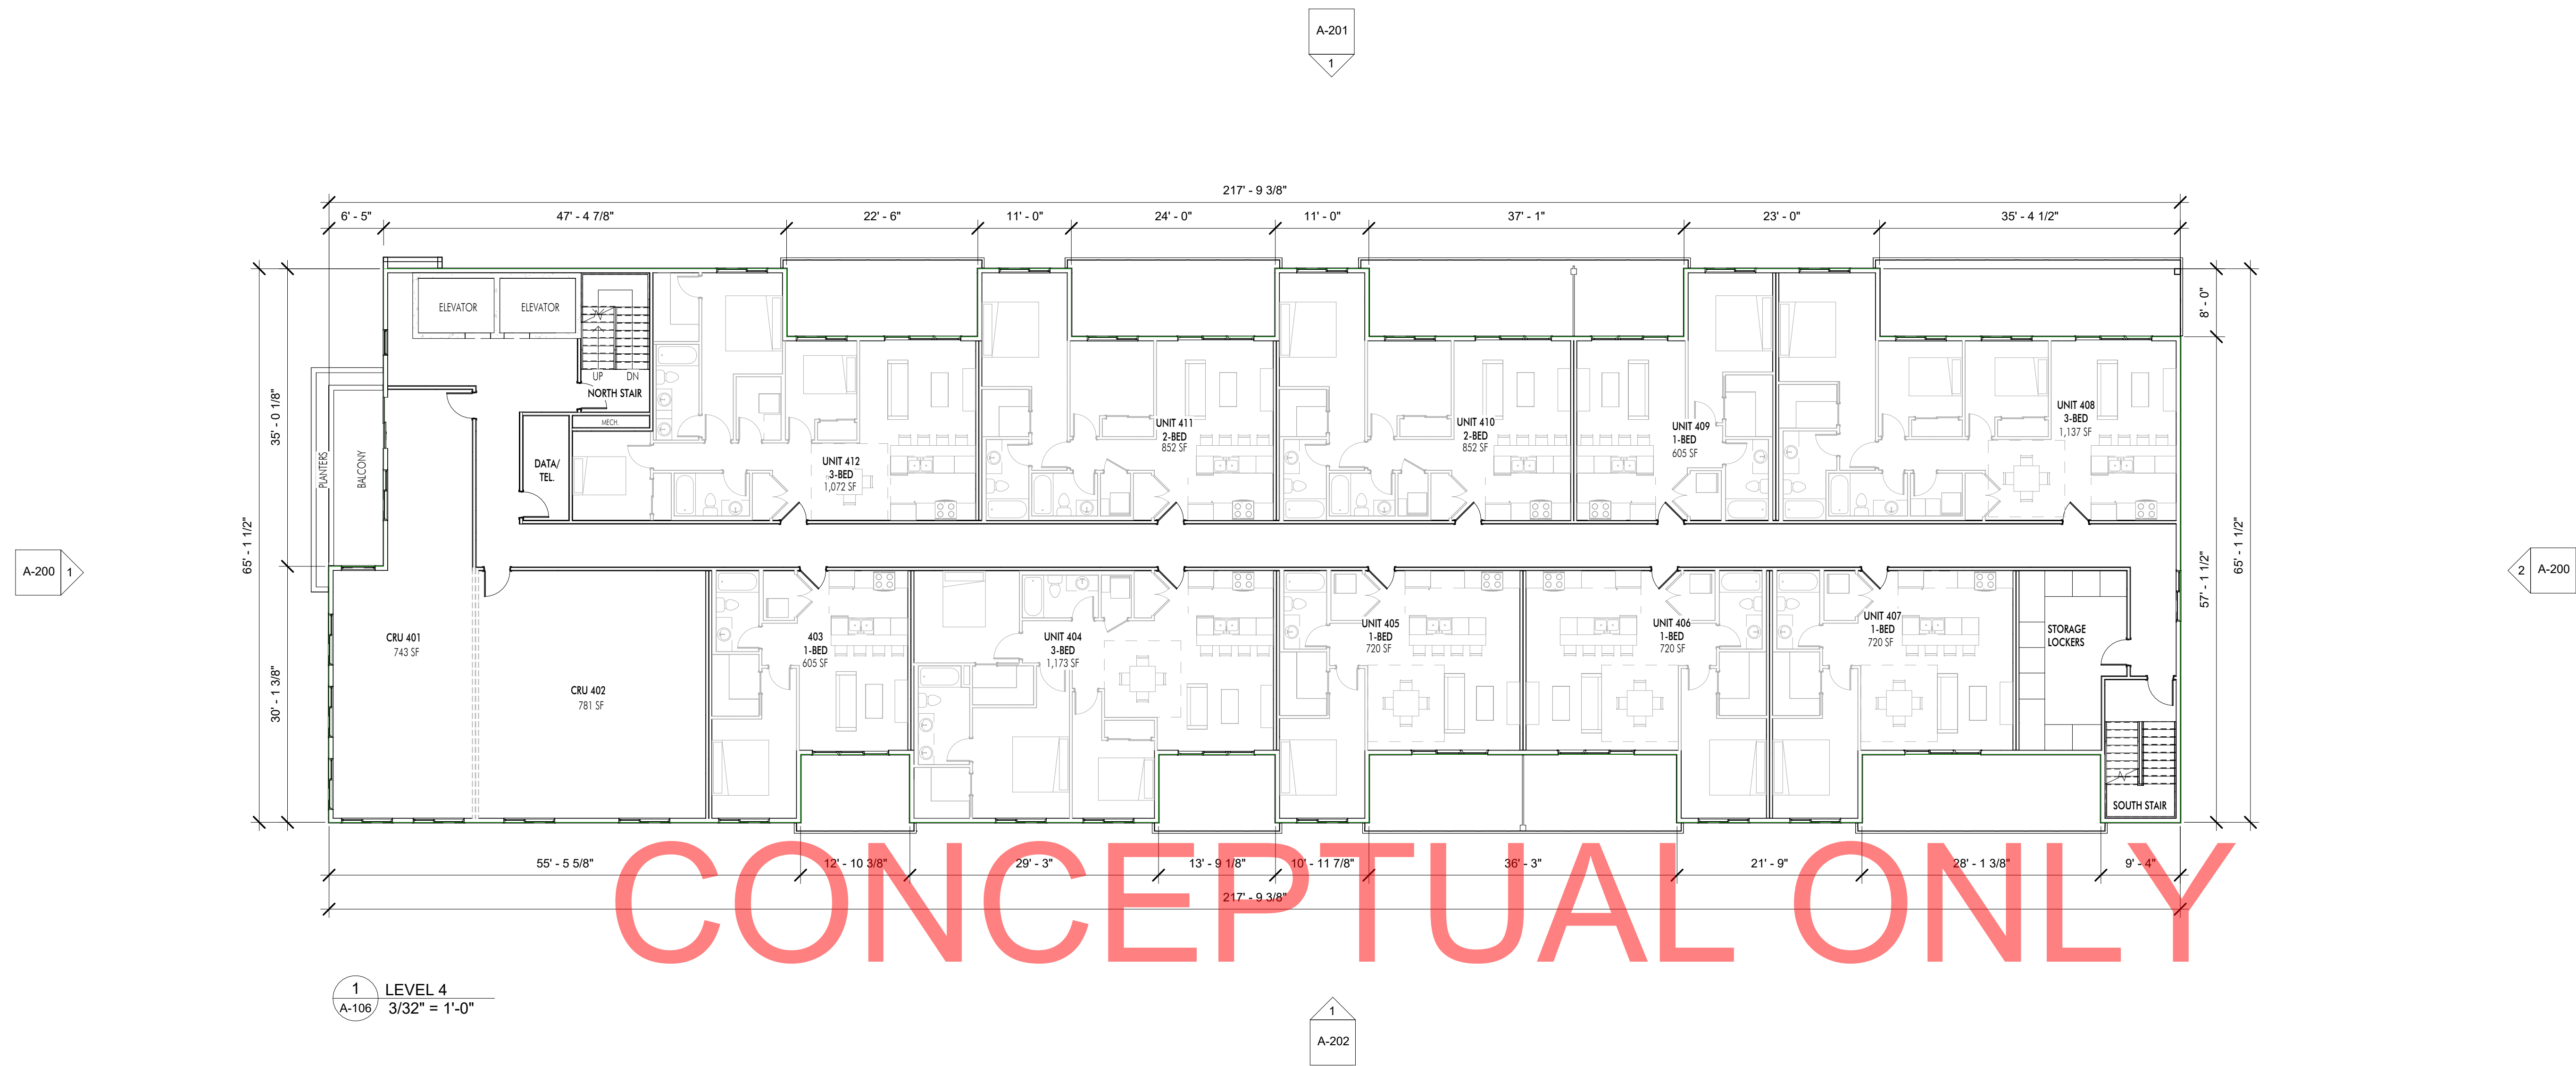 A-201
1
217' - 9 3/8"
6' - 5"
47' - 4 7/8"
22' - 6"
11' - 0"
24' - 0"
11' - 0"
37' - 1"
23' - 0"
35' - 4 1/2"
65' - 1 1/2"
35' - 0 1/8"
30' - 1 3/8"
8' - 0"
57' - 1 1/2"
65' - 1 1/2"
A-200
1
2
A-200
ELEVATOR
ELEVATOR
UP
DN
NORTH STAIR
MECH.
PLANTERS
BALCONY
DATA/
TEL.
UNIT 412
3-BED
1,072 SF
UNIT 411
2-BED
852 SF
UNIT 410
2-BED
852 SF
UNIT 409
1-BED
605 SF
UNIT 408
3-BED
1,137 SF
CRU 401
743 SF
CRU 402
781 SF
403
1-BED
605 SF
UNIT 404
3-BED
1,173 SF
UNIT 405
1-BED
720 SF
UNIT 406
1-BED
720 SF
UNIT 407
1-BED
720 SF
STORAGE
LOCKERS
SOUTH STAIR
55' - 5 5/8"
12' - 10 3/8"
29' - 3"
13' - 9 1/8"
10' - 11 7/8"
36' - 3"
21' - 9"
28' - 1 3/8"
9' - 4"
217' - 9 3/8"
CONCEPTUAL ONLY
1
A-106
LEVEL 4
3/32" = 1'-0"
1
A-202